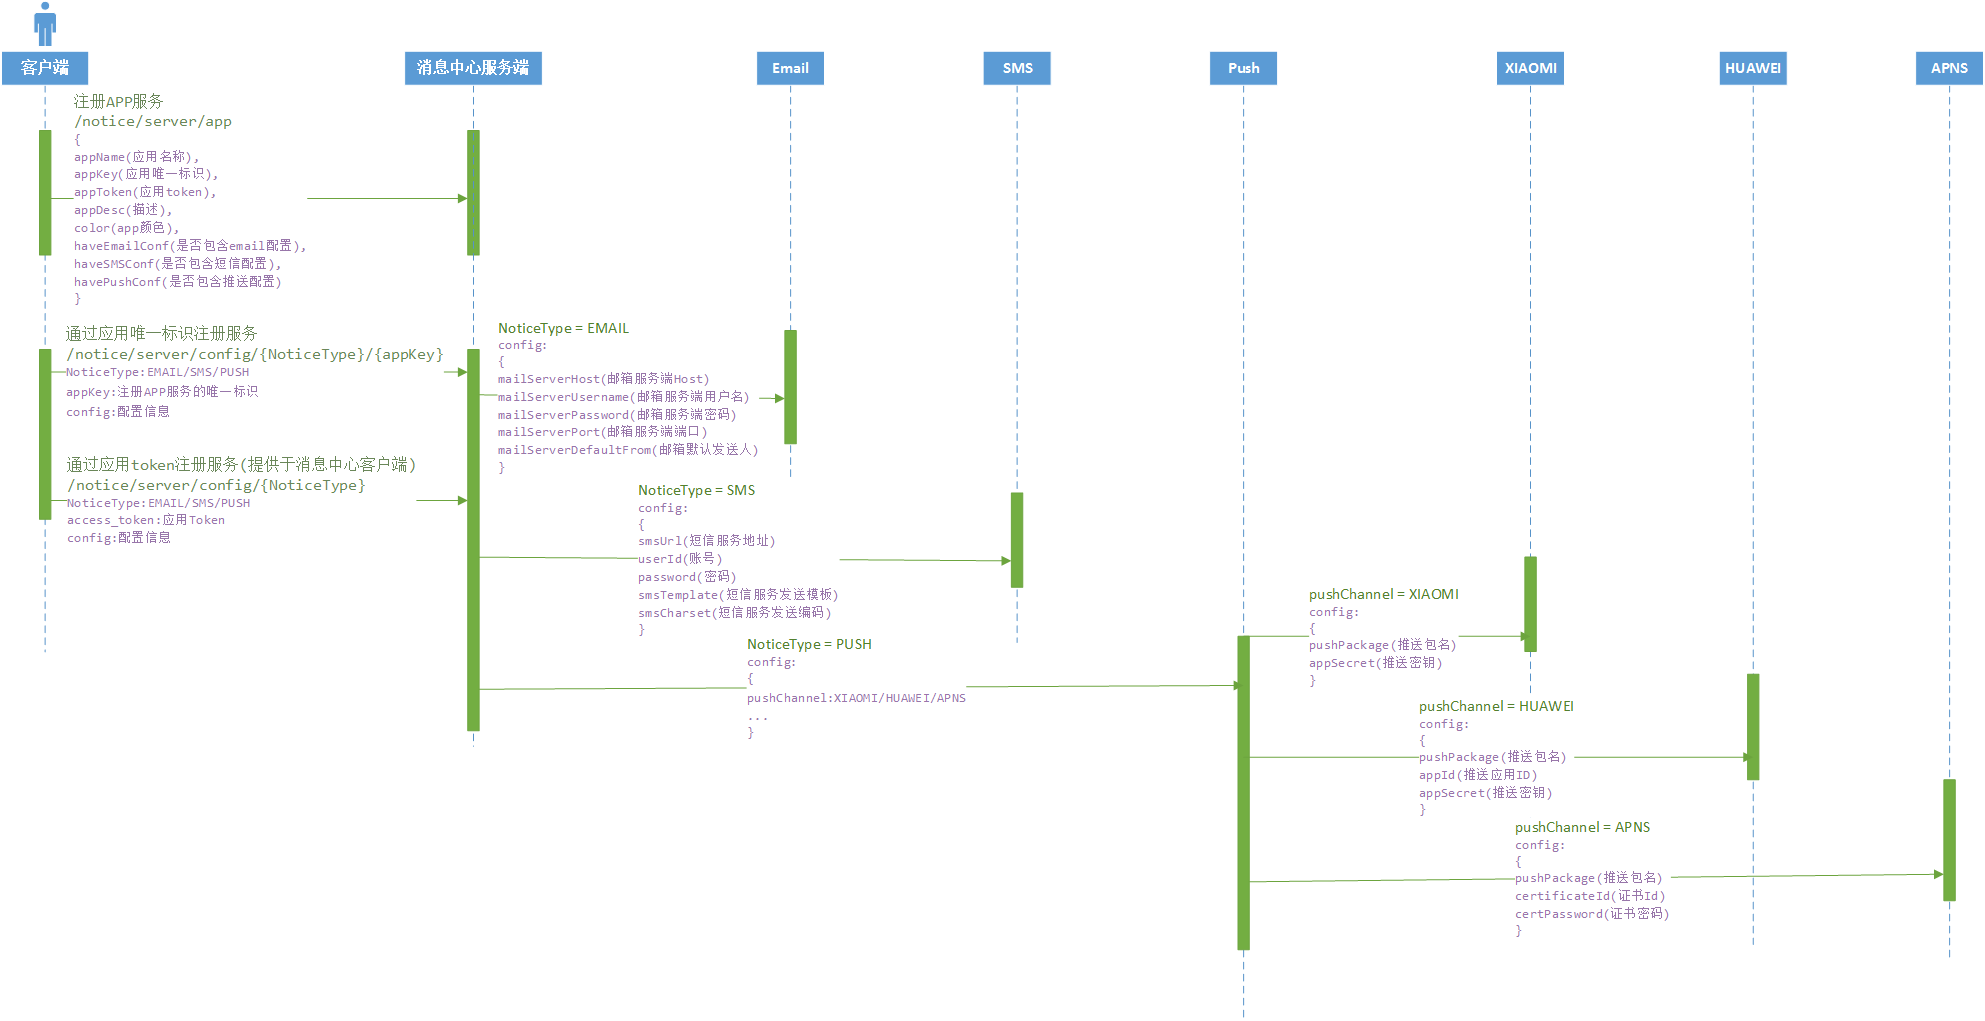 客户端
消息中心服务端
Email
SMS
Push
XIAOMI
HUAWEI
APNS
注册APP服务
/notice/server/app
{
appName(应用名称),
appKey(应用唯一标识),
appToken(应用token),
appDesc(描述),
color(app颜色),
haveEmailConf(是否包含email配置),
haveSMSConf(是否包含短信配置),
havePushConf(是否包含推送配置)
}
通过应用唯一标识注册服务
/notice/server/config/{NoticeType}/{appKey}
NoticeType:EMAIL/SMS/PUSH
appKey:注册APP服务的唯一标识
config:配置信息
通过应用token注册服务(提供于消息中心客户端)
/notice/server/config/{NoticeType}
NoticeType:EMAIL/SMS/PUSH
access_token:应用Token
config:配置信息
NoticeType = EMAIL
config:
{
mailServerHost(邮箱服务端Host)
mailServerUsername(邮箱服务端用户名)
mailServerPassword(邮箱服务端密码)
mailServerPort(邮箱服务端端口)
mailServerDefaultFrom(邮箱默认发送人)
}
NoticeType = SMS
config:
{
smsUrl(短信服务地址)
userId(账号)
password(密码)
smsTemplate(短信服务发送模板)
smsCharset(短信服务发送编码)
}
NoticeType = PUSH
config:
{
pushChannel:XIAOMI/HUAWEI/APNS
...
}
pushChannel = XIAOMI
config:
{
pushPackage(推送包名)
appSecret(推送密钥)
}
pushChannel = HUAWEI
config:
{
pushPackage(推送包名)
appId(推送应用ID)
appSecret(推送密钥)
}
pushChannel = APNS
config:
{
pushPackage(推送包名)
certificateId(证书Id)
certPassword(证书密码)
}